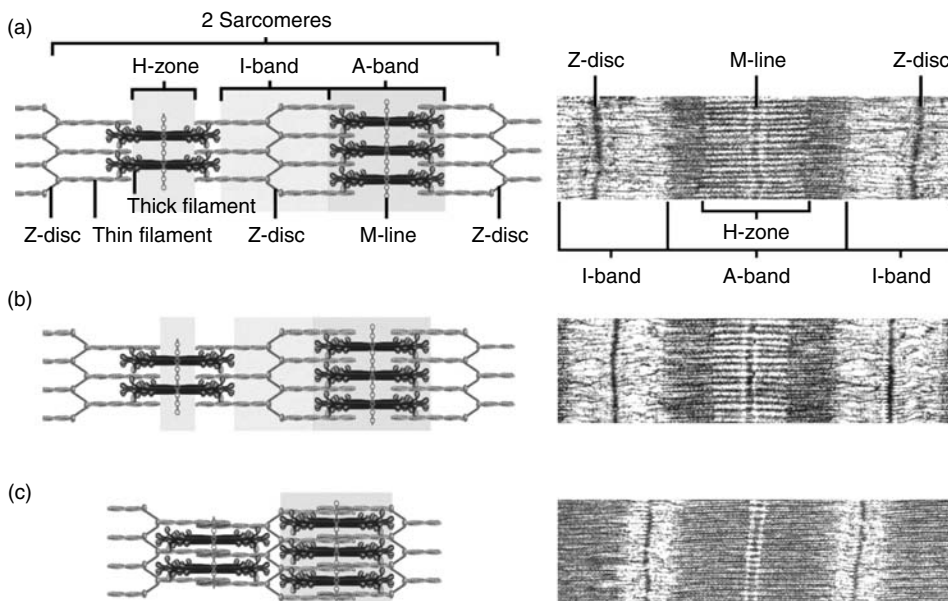 (a)
2 Sarcomeres
H-zone I-band A-band
Thick filament
Z-disc Thin filament Z-disc M-line Z-disc
Z-disc M-line Z-disc
H-zone
I-band A-band I-band
(b)
(c)